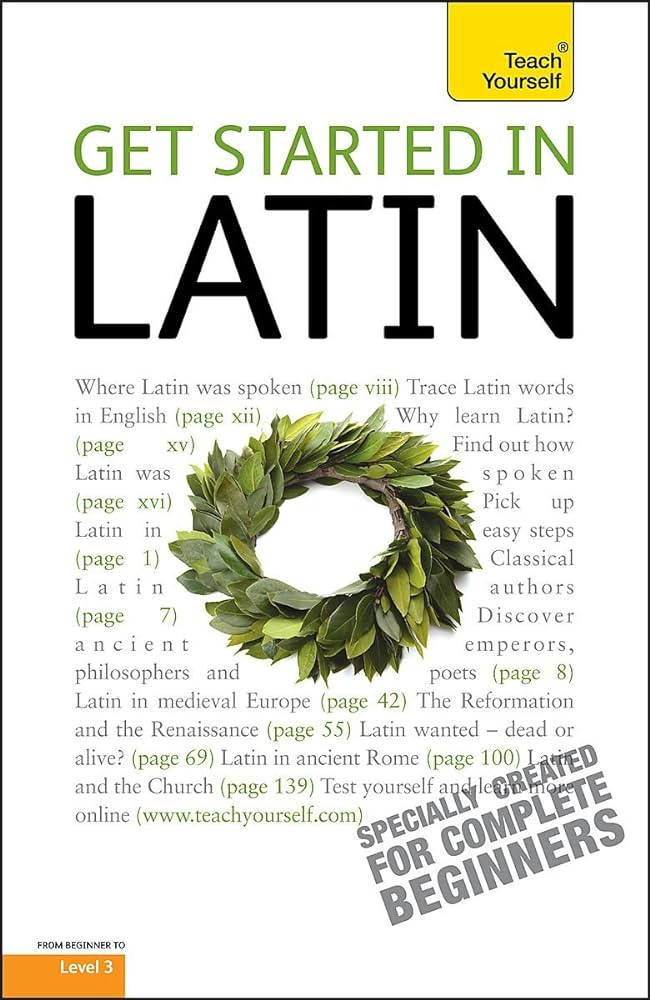 Teach®
Yourself
GET STARTED IN
LATIN
Where Latin was spoken (page viii) Trace Latin words
in English (page xii) Why learn Latin?
(page xv) Find out how
Latin was spoken
(page xvi) Pick up
Latin in easy steps
(page 1) Classical
Latin authors
(page 7) Discover
ancient emperors,
philosophers and poets (page 8)
Latin in medieval Europe (page 42) The Reformation
and the Renaissance (page 55) Latin wanted – dead or
alive? (page 69) Latin in ancient Rome (page 100) Latin
and the Church (page 139) Test yourself and learn more
online (www.teachyourself.com)
SPECIALLY CREATED
FOR COMPLETE
BEGINNERS
FROM BEGINNER TO
Level 3